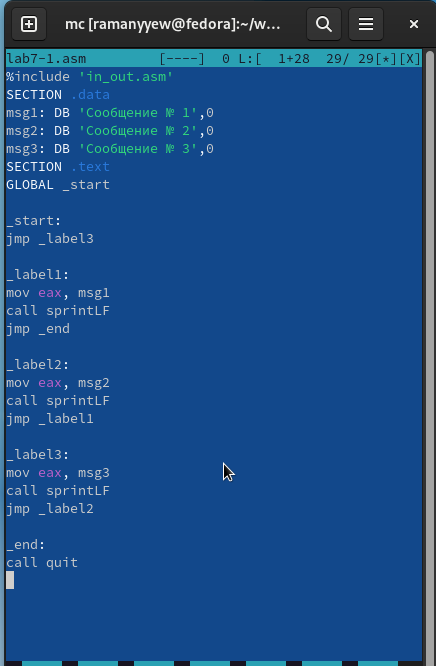 mc [ramanyyew@fedora]:~/w...
lab7-1.asm [----] 0 L:[ 1+28 29/ 29[*][X]
%include 'in_out.asm'
SECTION .data
msg1: DB 'Сообщение № 1',0
msg2: DB 'Сообщение № 2',0
msg3: DB 'Сообщение № 3',0
SECTION .text
GLOBAL _start

_start:
jmp _label3

_label1:
mov eax, msg1
call sprintLF
jmp _end

_label2:
mov eax, msg2
call sprintLF
jmp _label1

_label3:
mov eax, msg3
call sprintLF
jmp _label2

_end:
call quit